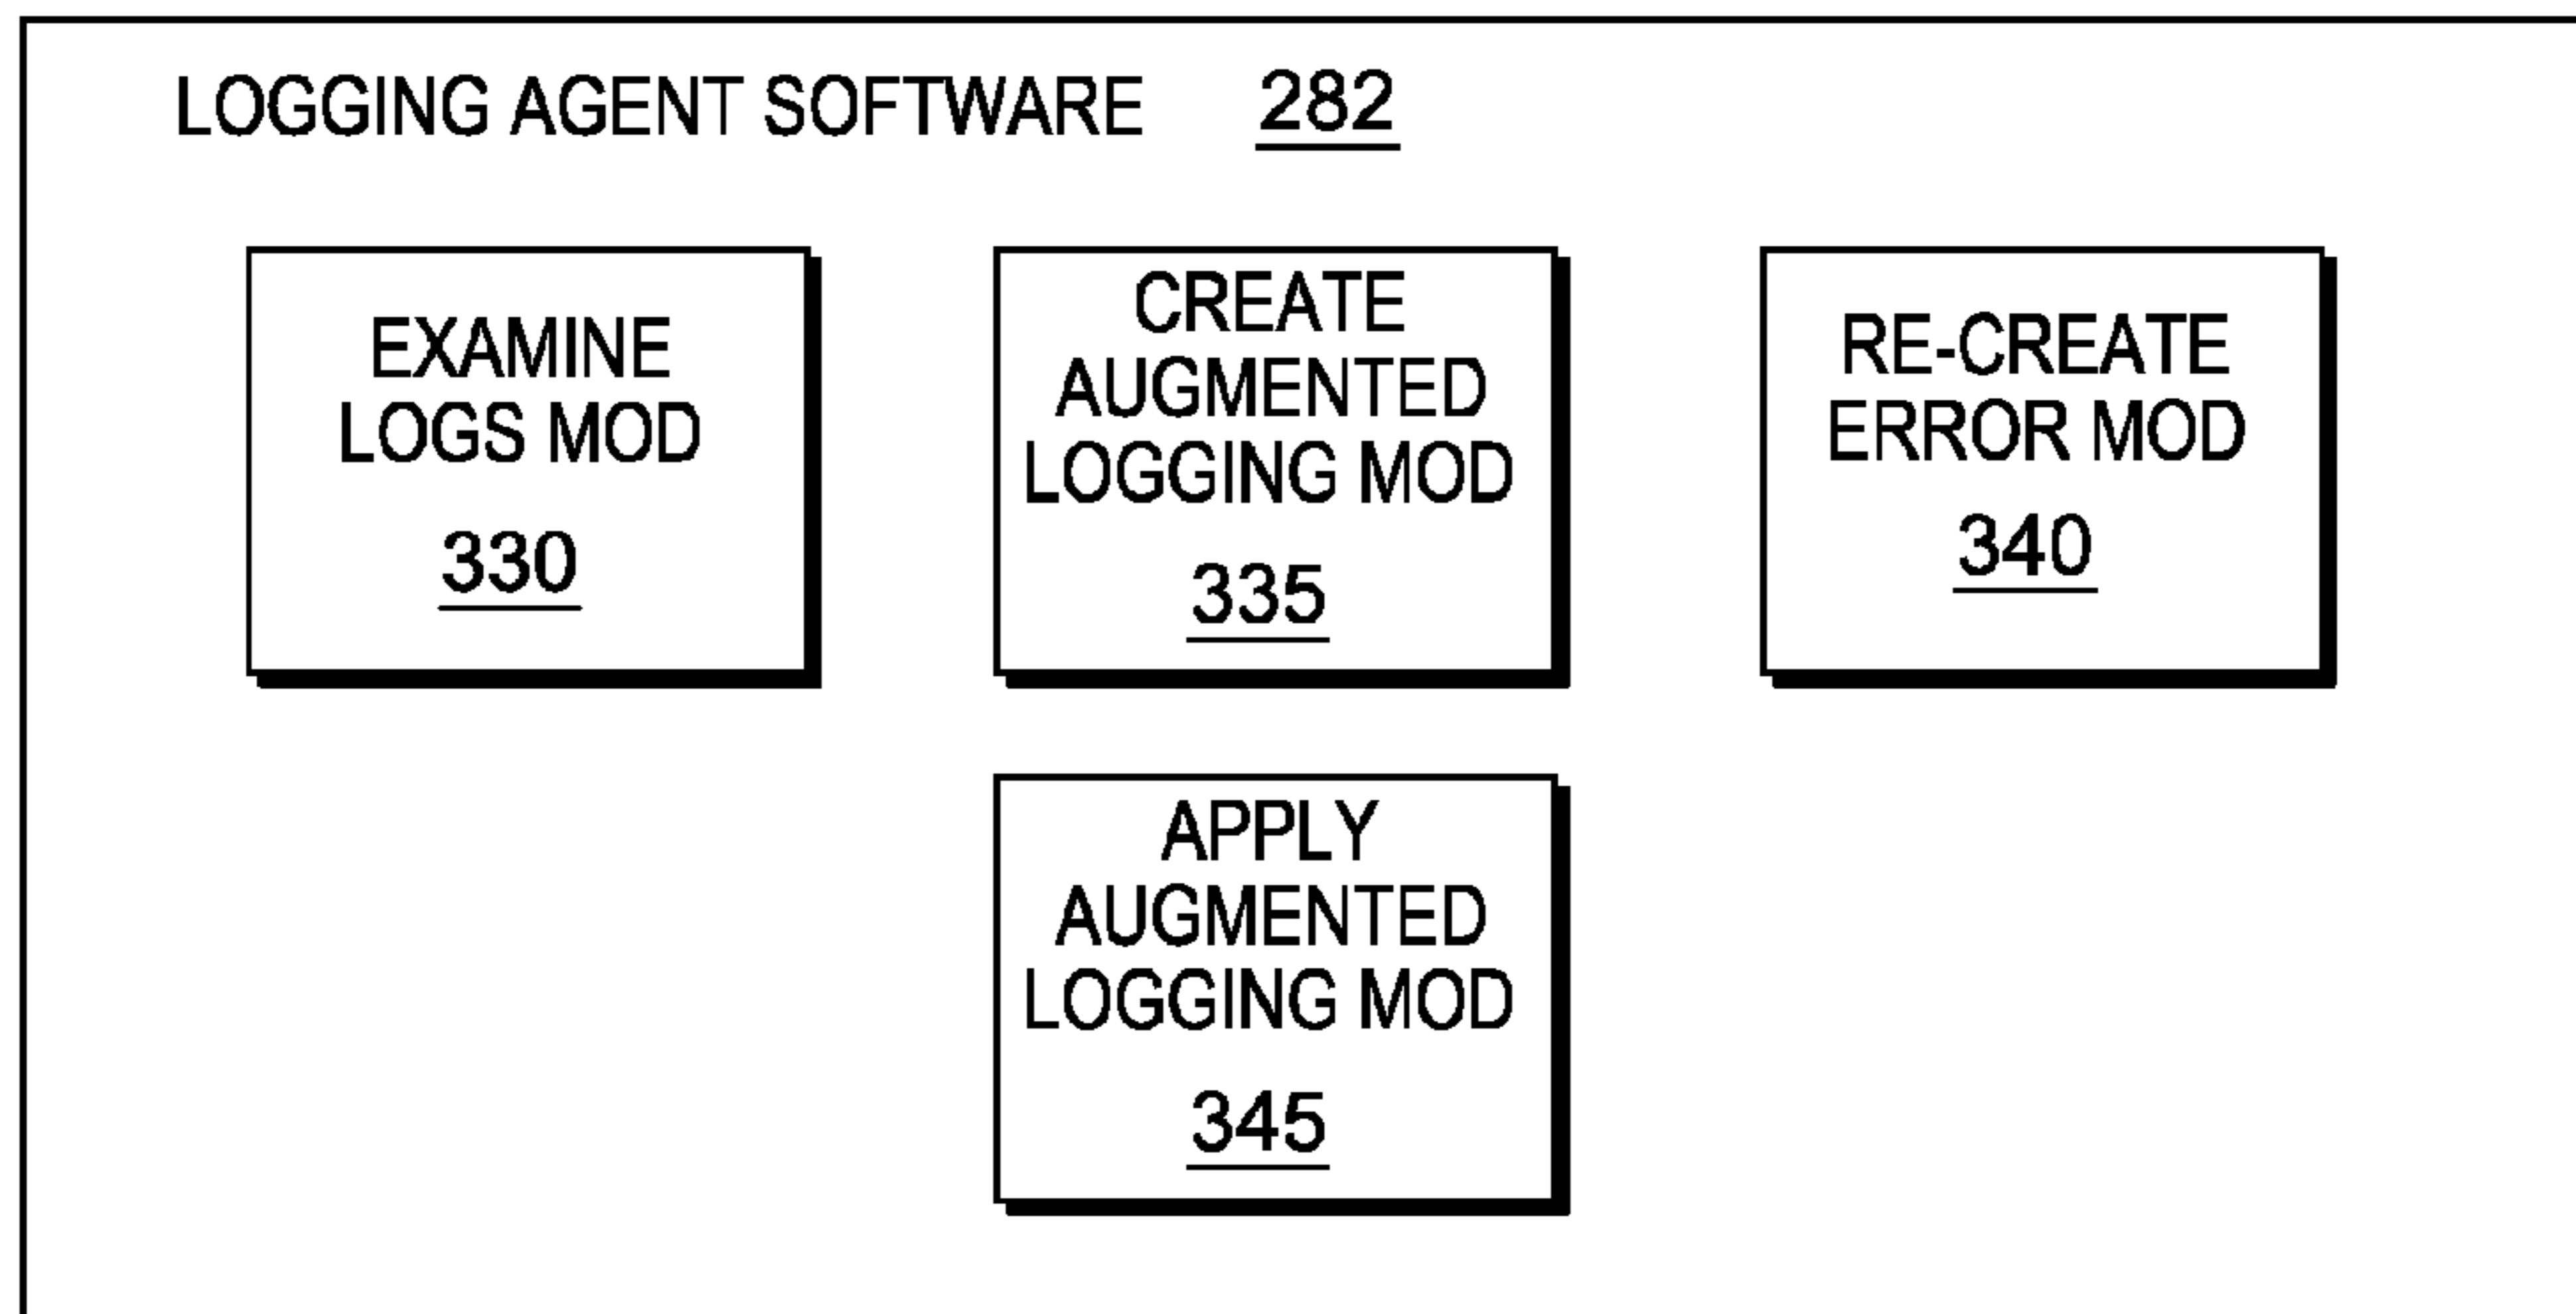 LOGGING AGENT SOFTWARE 282
EXAMINE
LOGS MOD
330
CREATE
AUGMENTED
LOGGING MOD
335
RE-CREATE
ERROR MOD
340
APPLY
AUGMENTED
LOGGING MOD
345